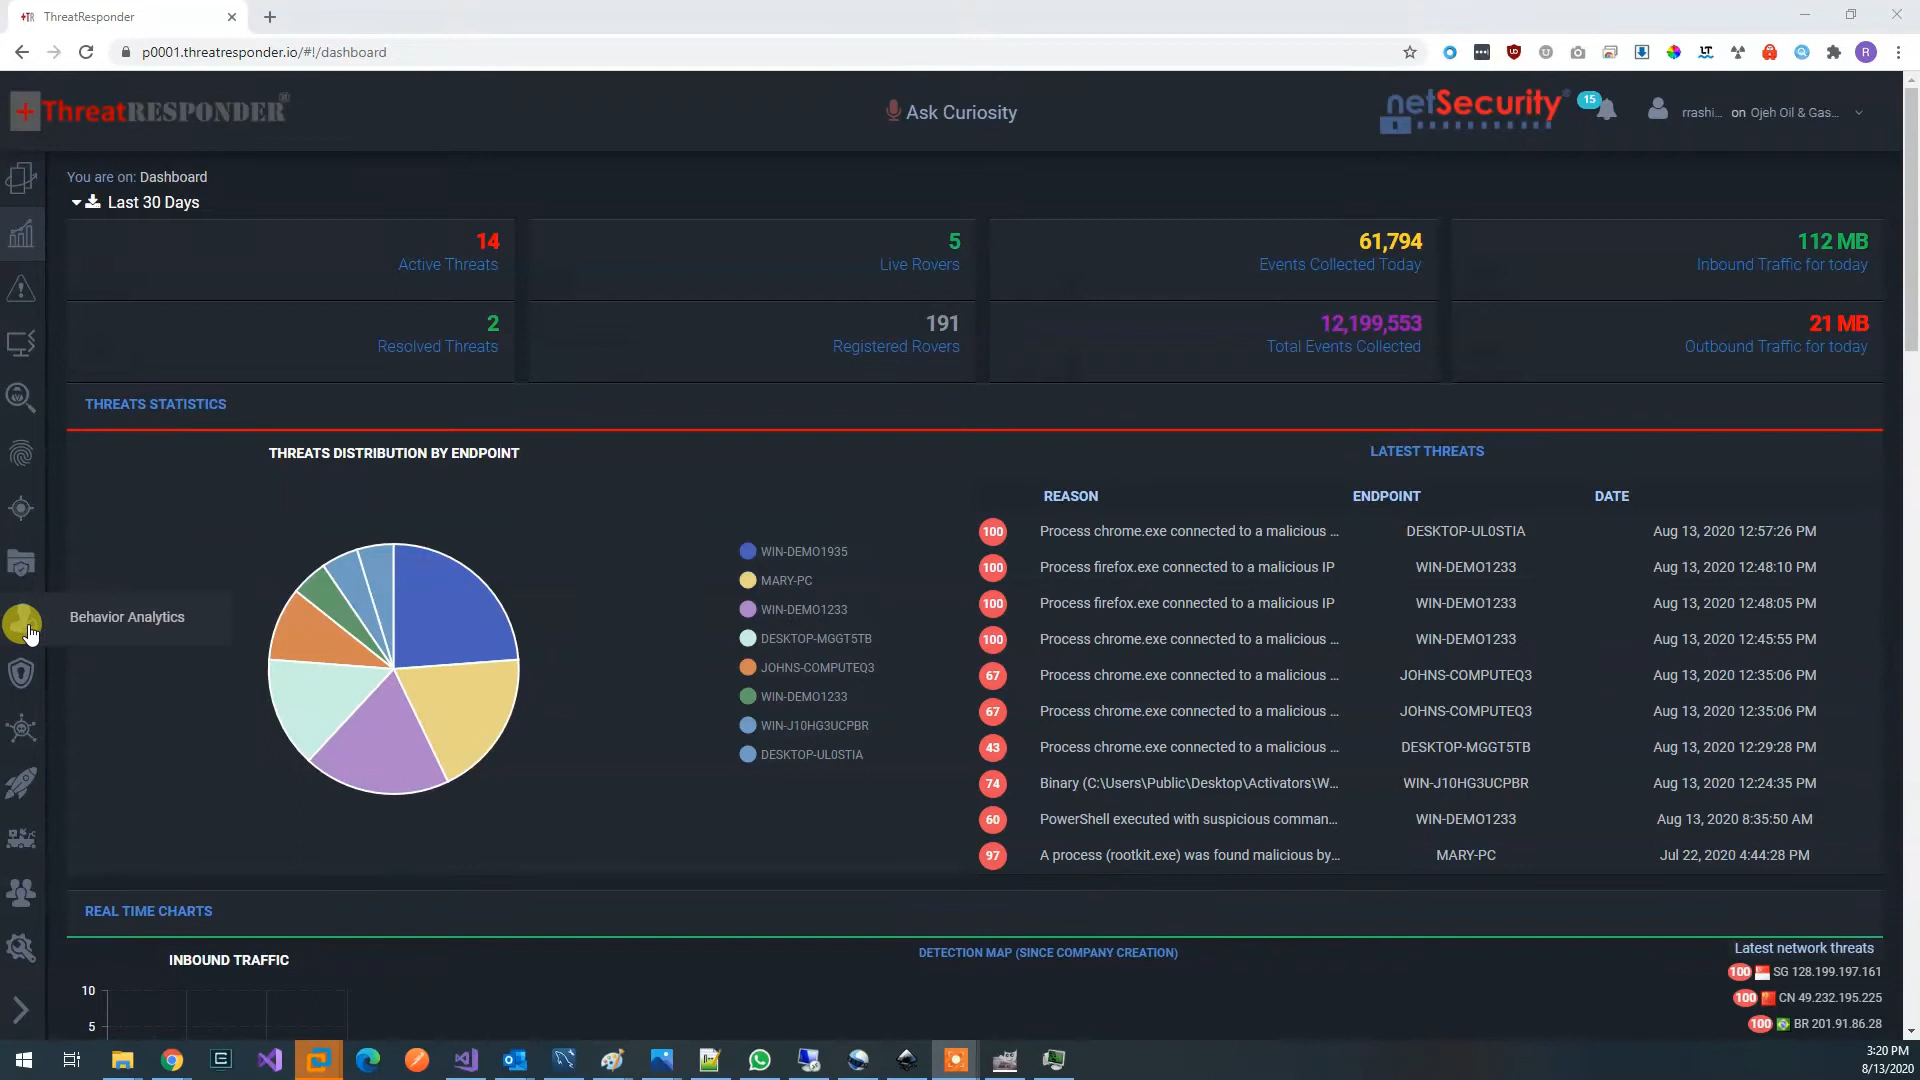 ThreatResponder
p0001.threatresponder.io/#!/dashboard
R
ThreatRESPONDER®
Ask Curiosity
netSecurity®
15
rrashi... on Ojeh Oil & Gas...
You are on: Dashboard
Last 30 Days
14
Active Threats
5
Live Rovers
61,794
Events Collected Today
112 MB
Inbound Traffic for today
2
Resolved Threats
191
Registered Rovers
12,199,553
Total Events Collected
21 MB
Outbound Traffic for today
THREATS STATISTICS
THREATS DISTRIBUTION BY ENDPOINT
WIN-DEMO1935
MARY-PC
WIN-DEMO1233
DESKTOP-MGGT5TB
JOHNS-COMPUTEQ3
WIN-DEMO1233
WIN-J10HG3UCPBR
DESKTOP-UL0STIA
LATEST THREATS
REASON ENDPOINT DATE
100 Process chrome.exe connected to a malicious ... DESKTOP-UL0STIA Aug 13, 2020 12:57:26 PM
100 Process firefox.exe connected to a malicious IP WIN-DEMO1233 Aug 13, 2020 12:48:10 PM
100 Process firefox.exe connected to a malicious IP WIN-DEMO1233 Aug 13, 2020 12:48:05 PM
100 Process chrome.exe connected to a malicious ... WIN-DEMO1233 Aug 13, 2020 12:45:55 PM
67 Process chrome.exe connected to a malicious ... JOHNS-COMPUTEQ3 Aug 13, 2020 12:35:06 PM
67 Process chrome.exe connected to a malicious ... JOHNS-COMPUTEQ3 Aug 13, 2020 12:35:06 PM
43 Process chrome.exe connected to a malicious ... DESKTOP-MGGT5TB Aug 13, 2020 12:29:28 PM
74 Binary (C:\Users\Public\Desktop\Activators\W... WIN-J10HG3UCPBR Aug 13, 2020 12:24:35 PM
60 PowerShell executed with suspicious comman... WIN-DEMO1233 Aug 13, 2020 8:35:50 AM
97 A process (rootkit.exe) was found malicious by... MARY-PC Jul 22, 2020 4:44:28 PM
Behavior Analytics
REAL TIME CHARTS
INBOUND TRAFFIC
10
5
DETECTION MAP (SINCE COMPANY CREATION)
Latest network threats
100 SG 128.199.197.161
100 CN 49.232.195.225
100 BR 201.91.86.28
3:20 PM
8/13/2020